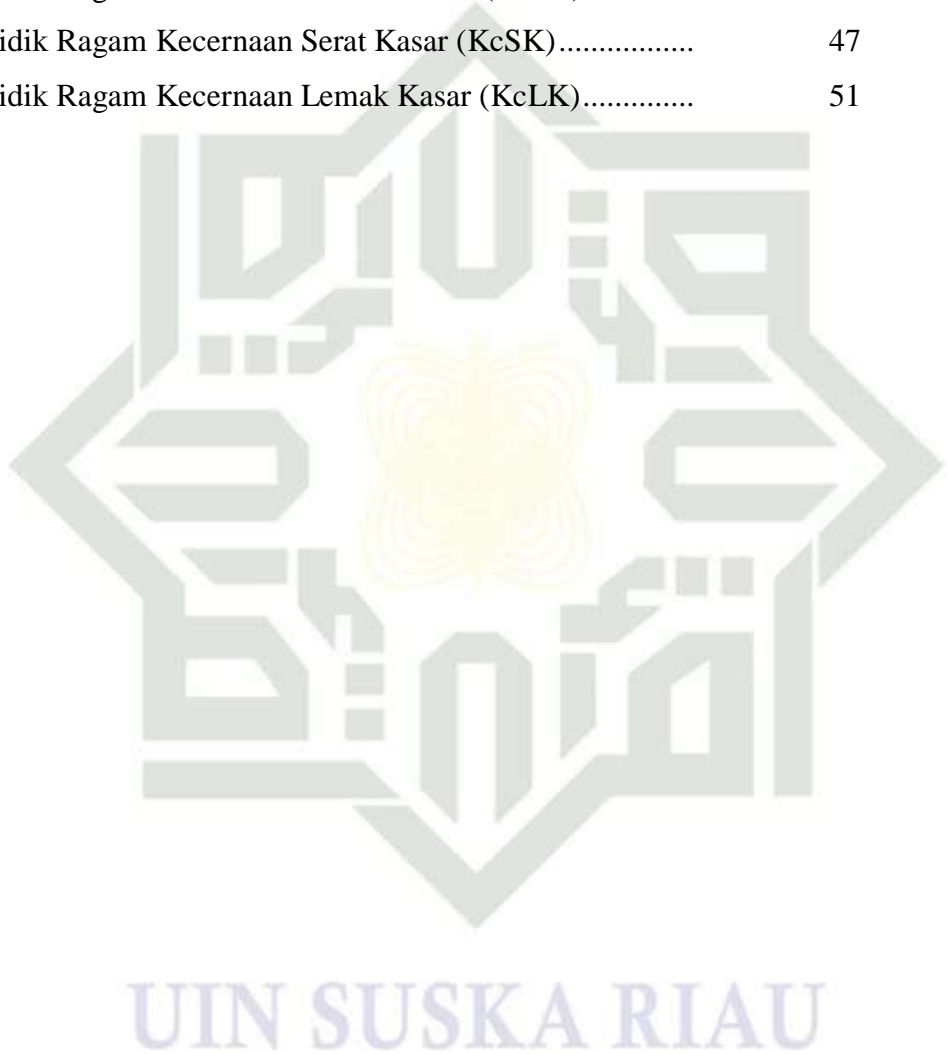 idik Ragam Kecernaan Serat Kasar (KcSK)................. 47
idik Ragam Kecernaan Lemak Kasar (KcLK).............. 51
UIN SUSKA RIAU